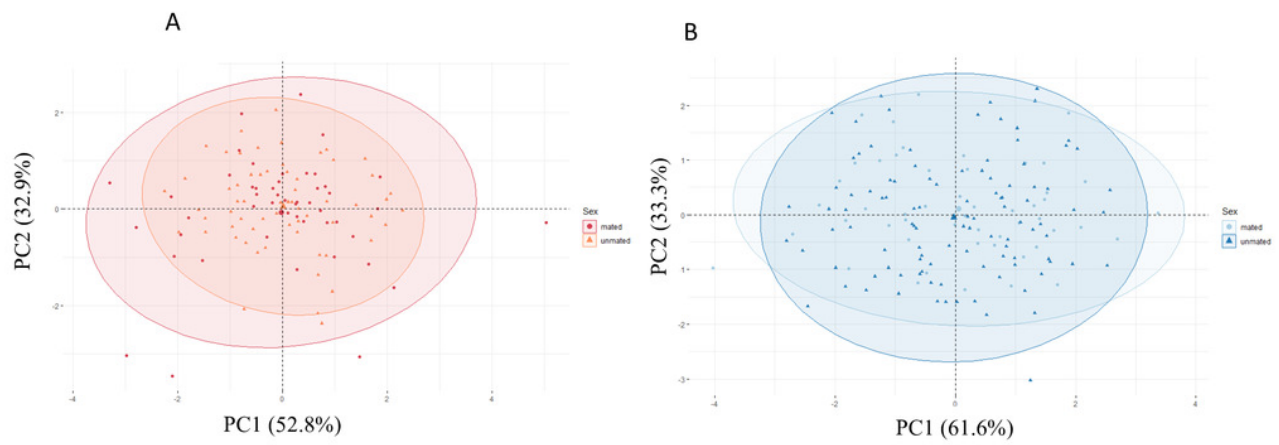 A
PC2 (32.9%)
2
0
-2
-4
-2
0
2
4
PC1 (52.8%)
Sex
mated
unmated
B
PC2 (33.3%)
2
1
0
1
-2
-3
-4
-2
0
2
4
PC1 (61.6%)
Sex
mated
unmated